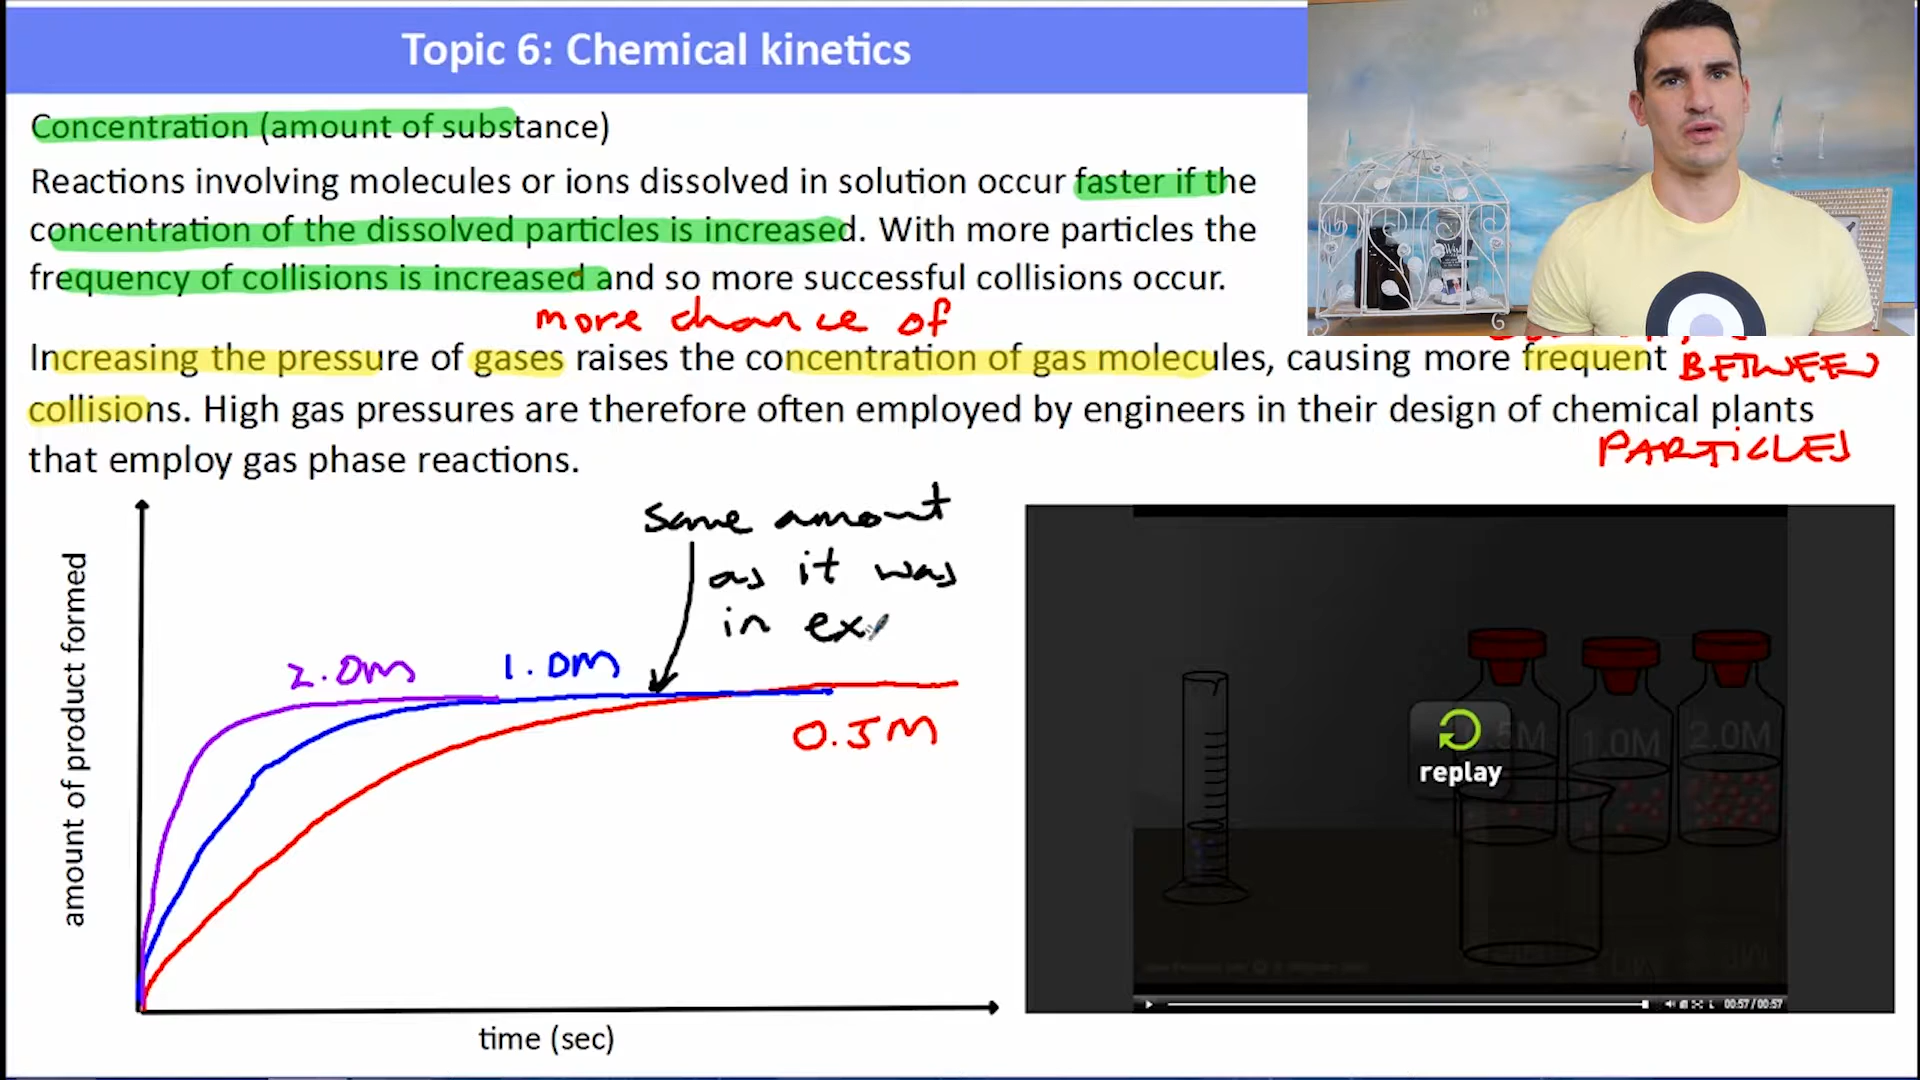 Topic 6: Chemical kinetics
Concentration (amount of substance)
Reactions involving molecules or ions dissolved in solution occur faster if the
concentration of the dissolved particles is increased. With more particles the
frequency of collisions is increased and so more successful collisions occur.
more chance of
Increasing the pressure of gases raises the concentration of gas molecules, causing more frequent
BETWEEN
collisions. High gas pressures are therefore often employed by engineers in their design of chemical plants
PARTICLES
that employ gas phase reactions.
same amount
as it was
in ex
2.0M
1.0M
0.5M
amount of product formed
time (sec)
.5M
1.0M
2.0M
replay
00:57/00:57